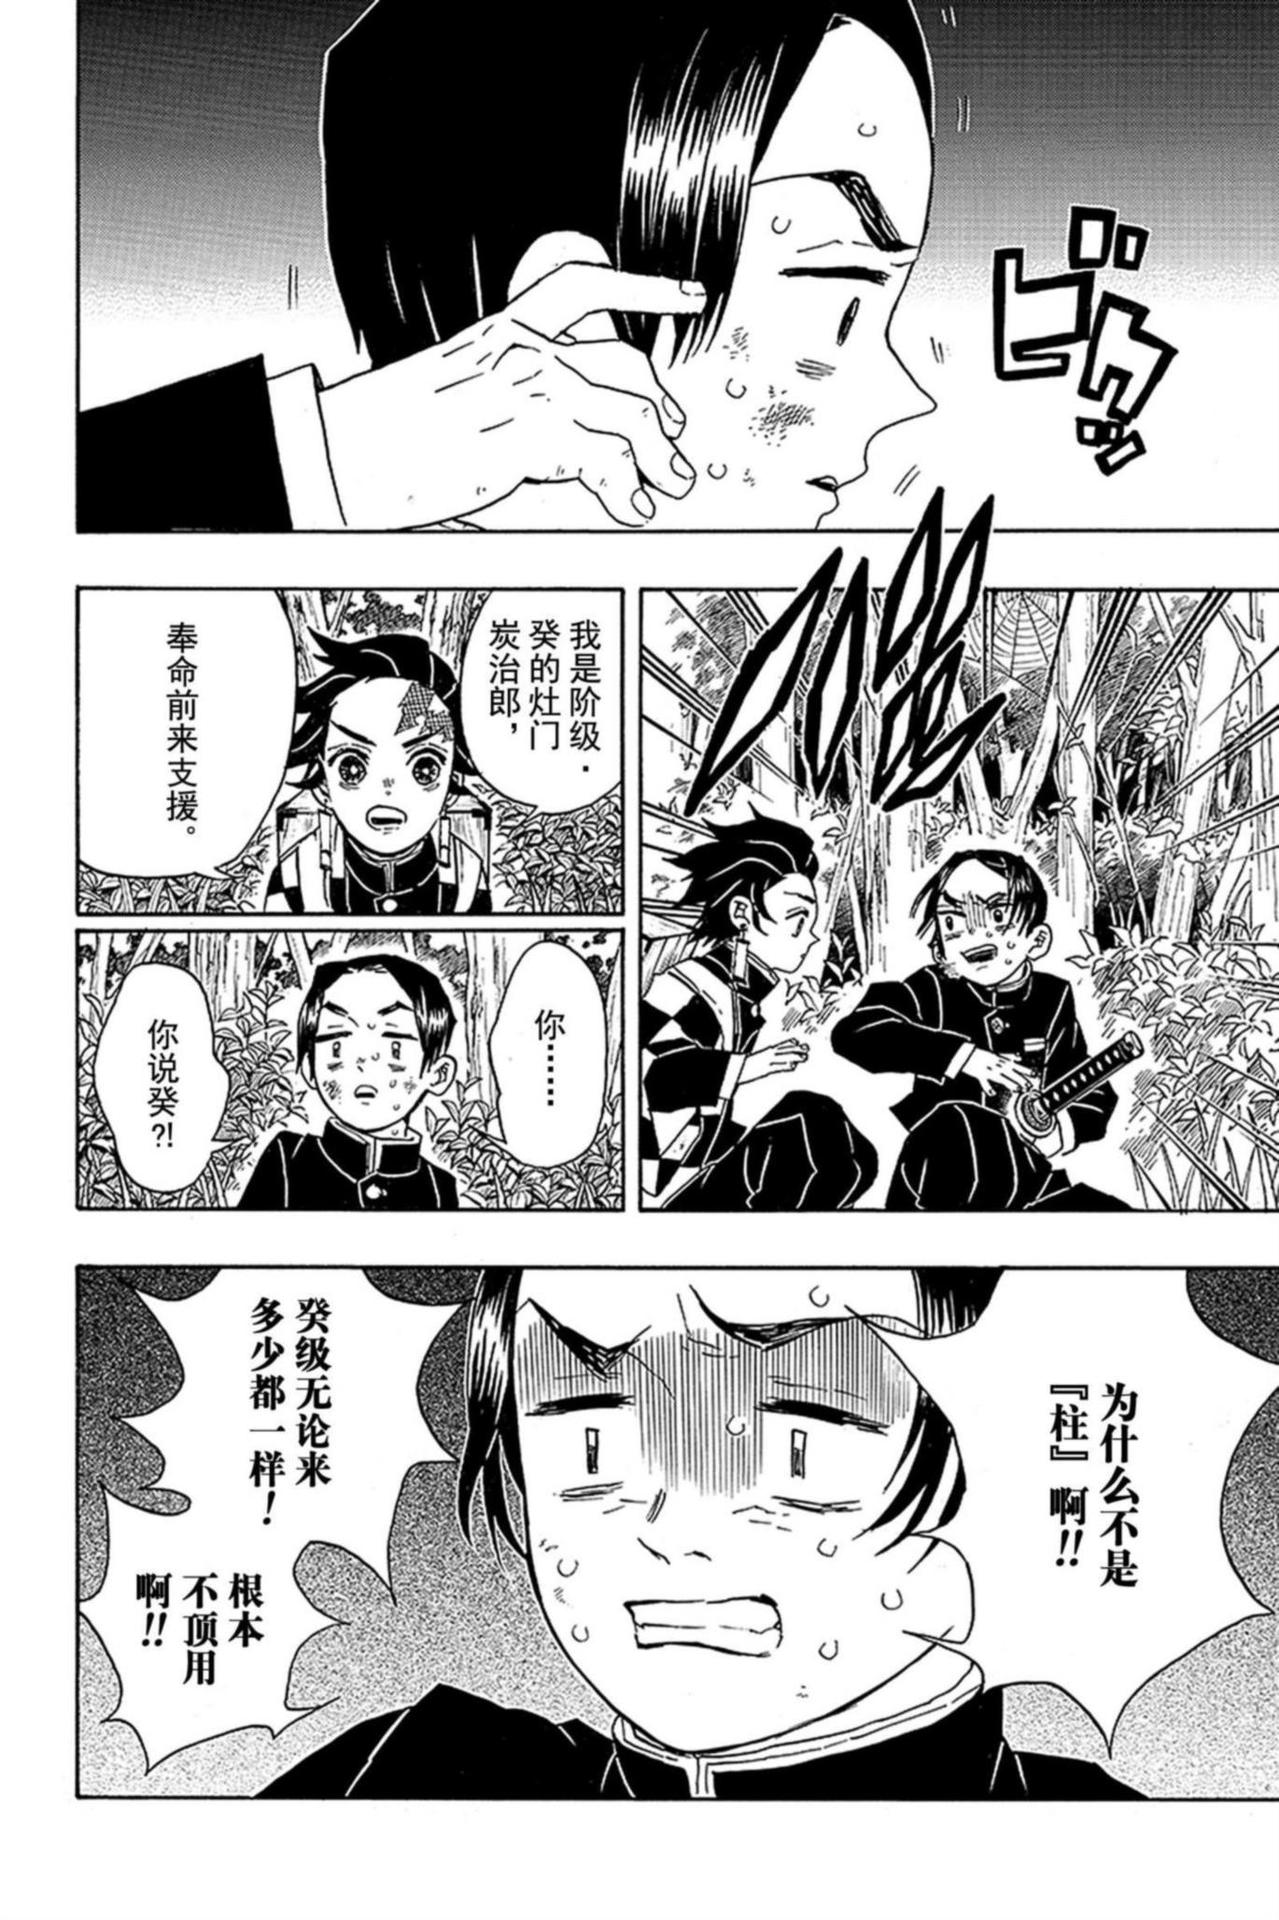 ビクッ
我是阶级·
癸的灶门
炭治郎，
奉命前来支援。
你……
你说癸?!
为什么不是
『柱』啊!!
癸级无论来
多少都一样！
根本
不顶用
啊!!